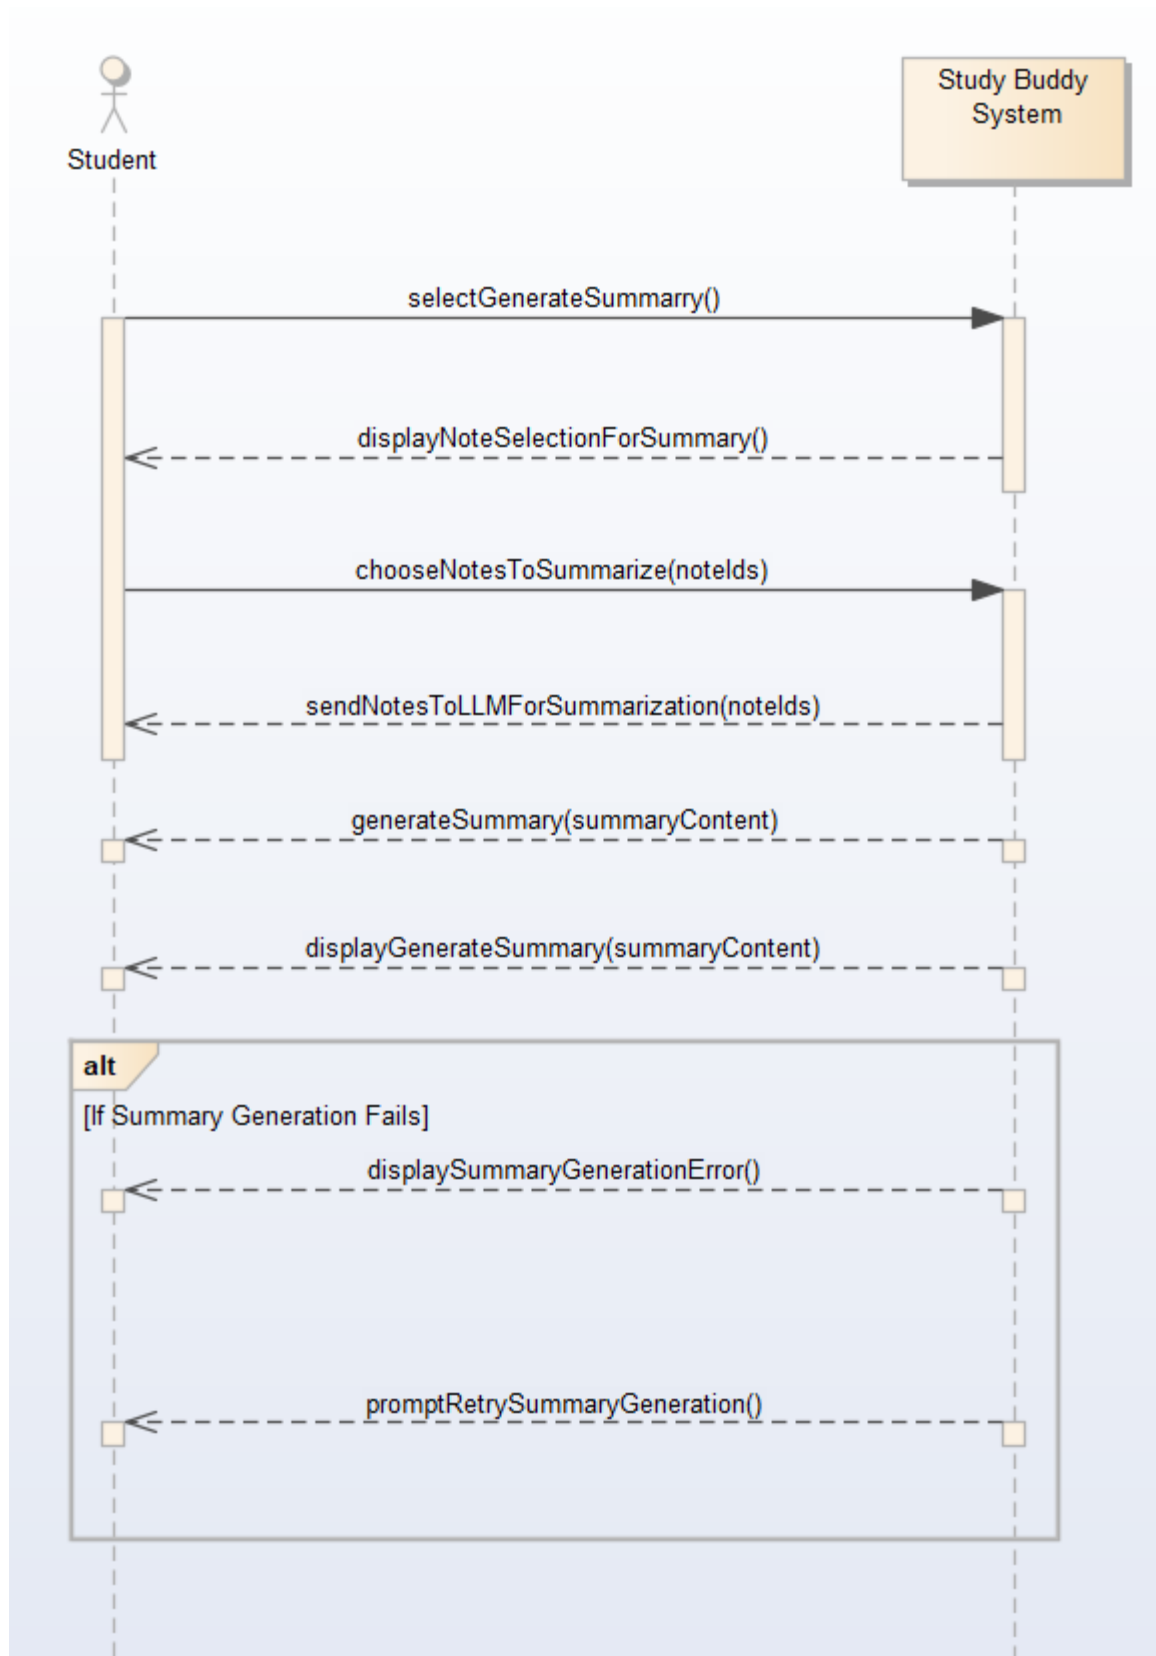 Student
Study Buddy
System
selectGenerateSummarry()
displayNoteSelectionForSummary()
chooseNotesToSummarize(noteIds)
sendNotesToLLMForSummarization(noteIds)
generateSummary(summaryContent)
displayGenerateSummary(summaryContent)
alt
[If Summary Generation Fails]
displaySummaryGenerationError()
promptRetrySummaryGeneration()